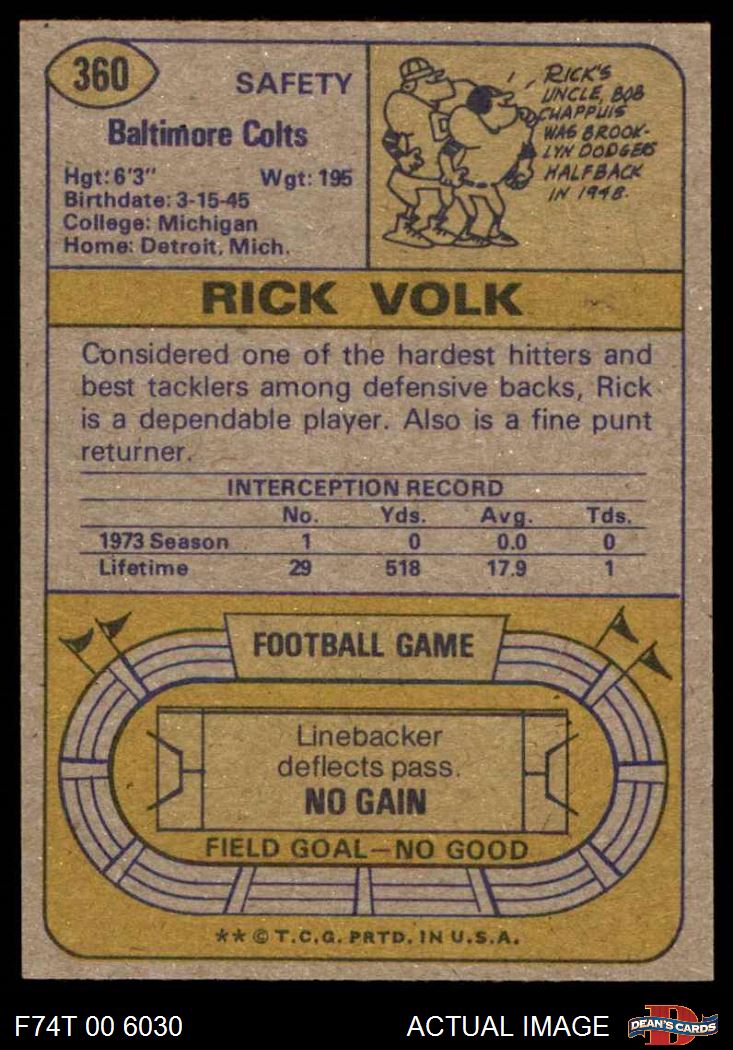 360
SAFETY
Baltimore Colts
Hgt: 6'3" Wgt: 195
Birthdate: 3-15-45
College: Michigan
Home: Detroit, Mich.
RICK'S
UNCLE, BOB
CHAPPUIS
WAS BROOK-
LYN DODGERS
HALFBACK
IN 1948.
RICK VOLK
Considered one of the hardest hitters and
best tacklers among defensive backs, Rick
is a dependable player. Also is a fine punt
returner.
INTERCEPTION RECORD
No. Yds. Avg. Tds.
1973 Season 1 0 0.0 0
Lifetime 29 518 17.9 1
FOOTBALL GAME
Linebacker
deflects pass.
NO GAIN
FIELD GOAL—NO GOOD
** © T.C.G. PRTD. IN U.S.A.
F74T 00 6030 ACTUAL IMAGE
D
DEAN'S CARDS